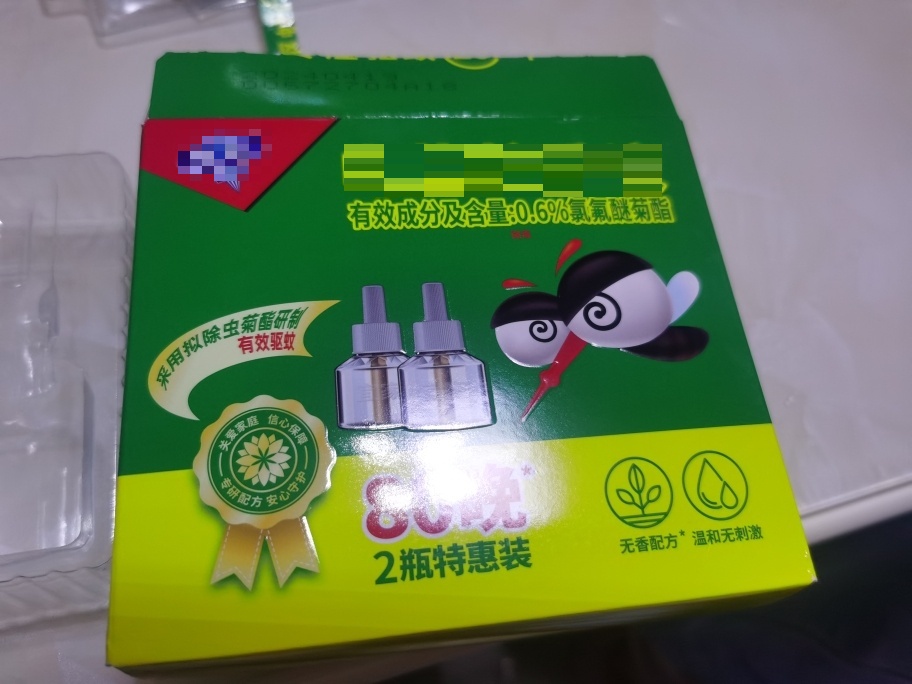 20240419
有效成分及含量:0.6%氯氟醚菊酯
采用拟除虫菊酯研制
有效驱蚊
关爱家庭 信心保障
专研配方 安心守护
80晚*
2瓶特惠装
无香配方* 温和无刺激